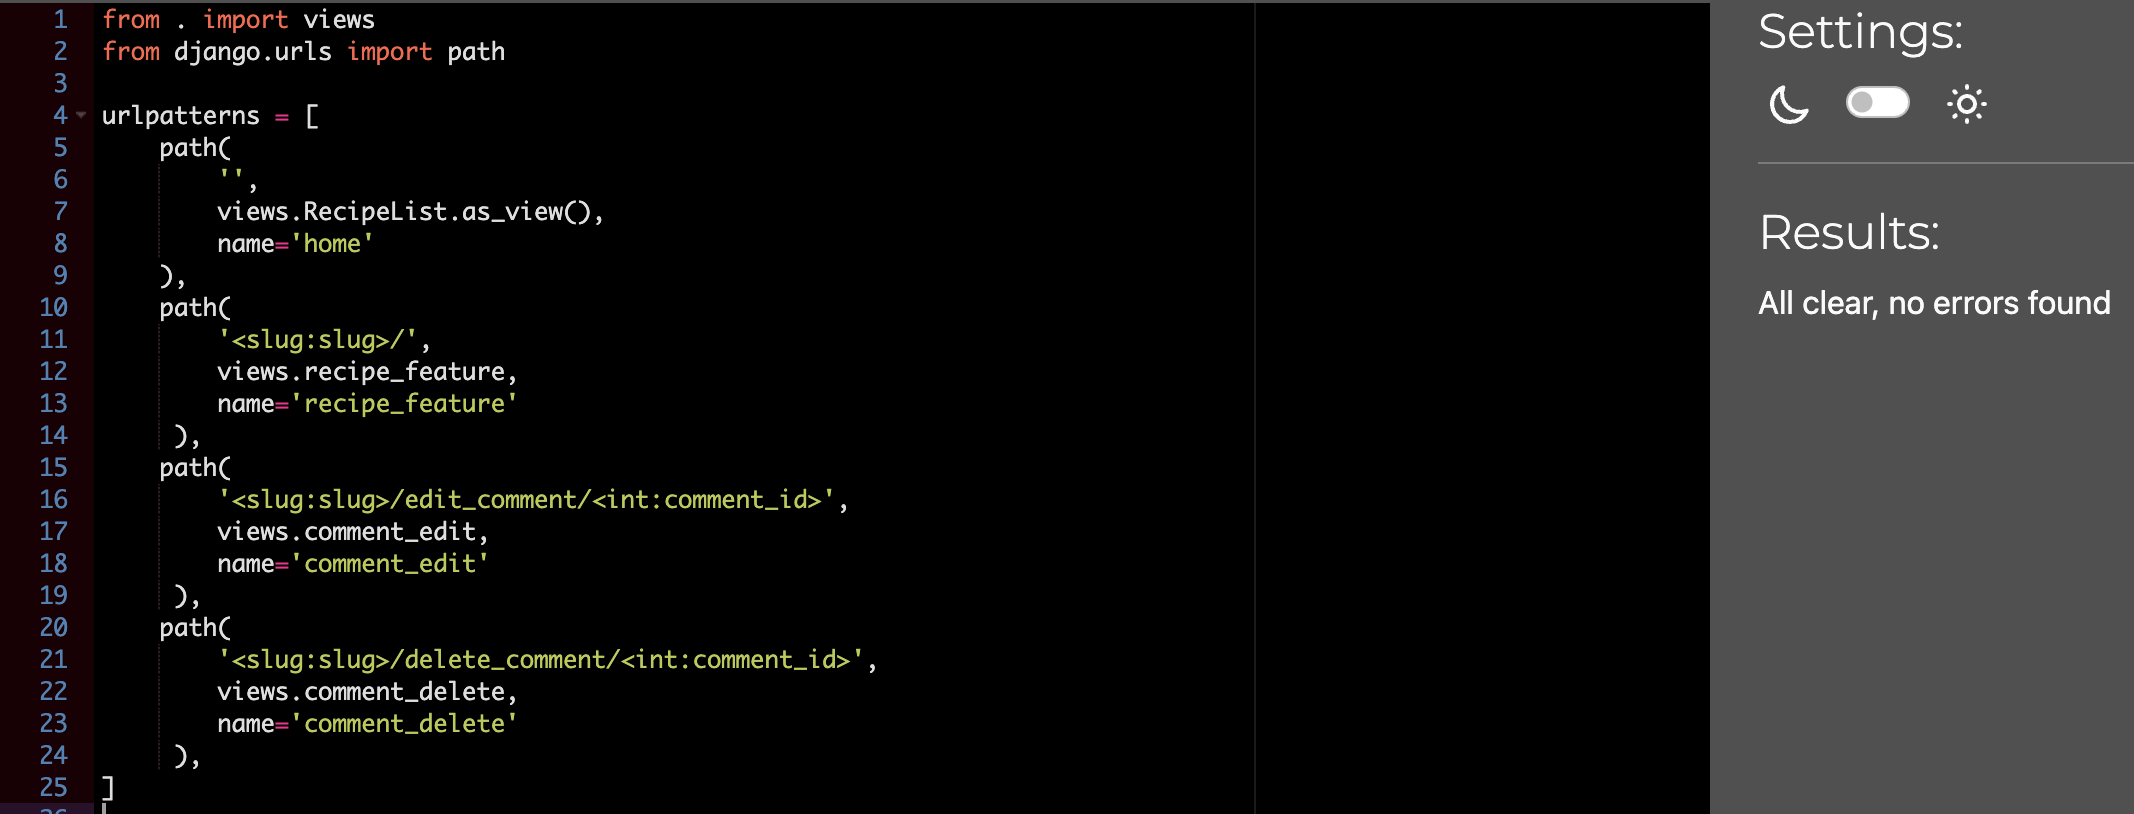 1 from . import views
2 from django.urls import path
3
4 urlpatterns = [
5     path(
6         '',
7         views.RecipeList.as_view(),
8         name='home'
9     ),
10     path(
11         '<slug:slug>/',
12         views.recipe_feature,
13         name='recipe_feature'
14      ),
15     path(
16         '<slug:slug>/edit_comment/<int:comment_id>',
17         views.comment_edit,
18         name='comment_edit'
19      ),
20     path(
21         '<slug:slug>/delete_comment/<int:comment_id>',
22         views.comment_delete,
23         name='comment_delete'
24      ),
25 ]
Settings:
Results:
All clear, no errors found